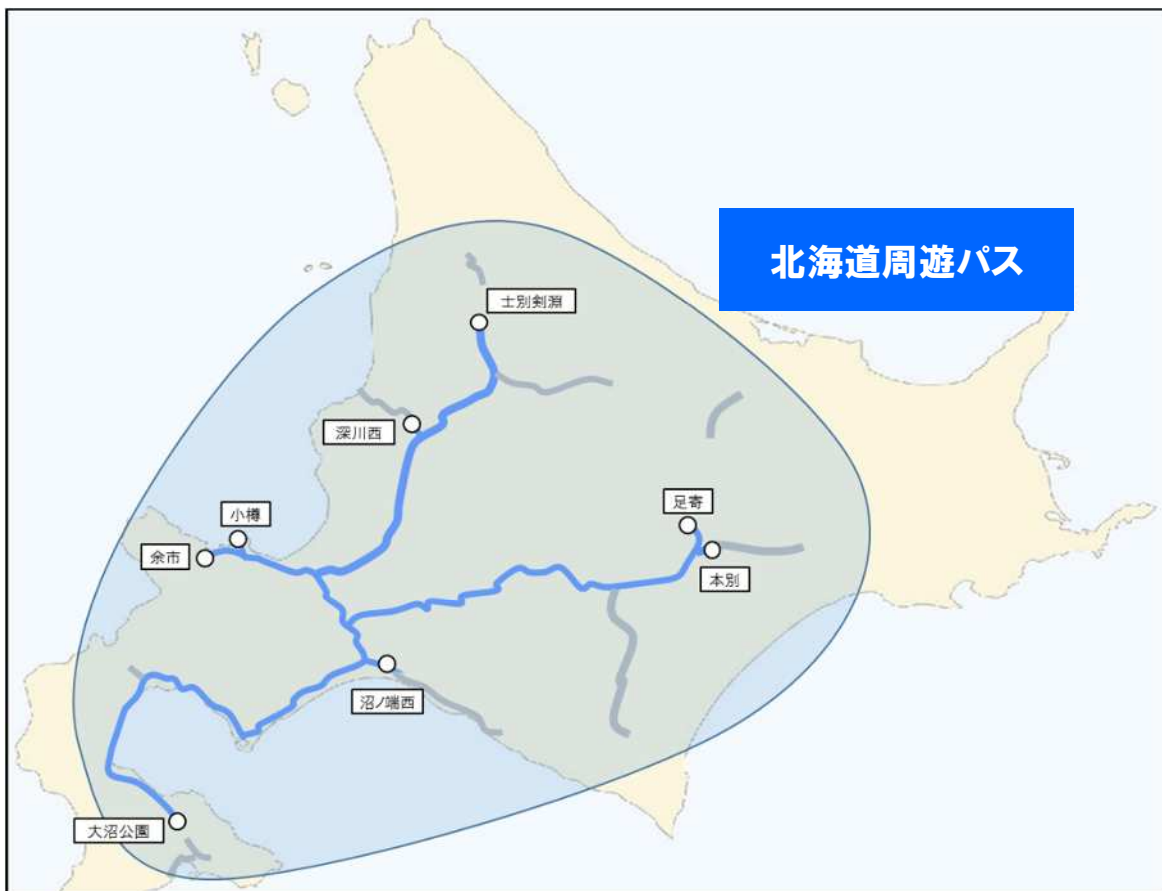 北海道周遊パス
士別剣淵
深川西
小樽
余市
足寄
本別
沼ノ端西
大沼公園